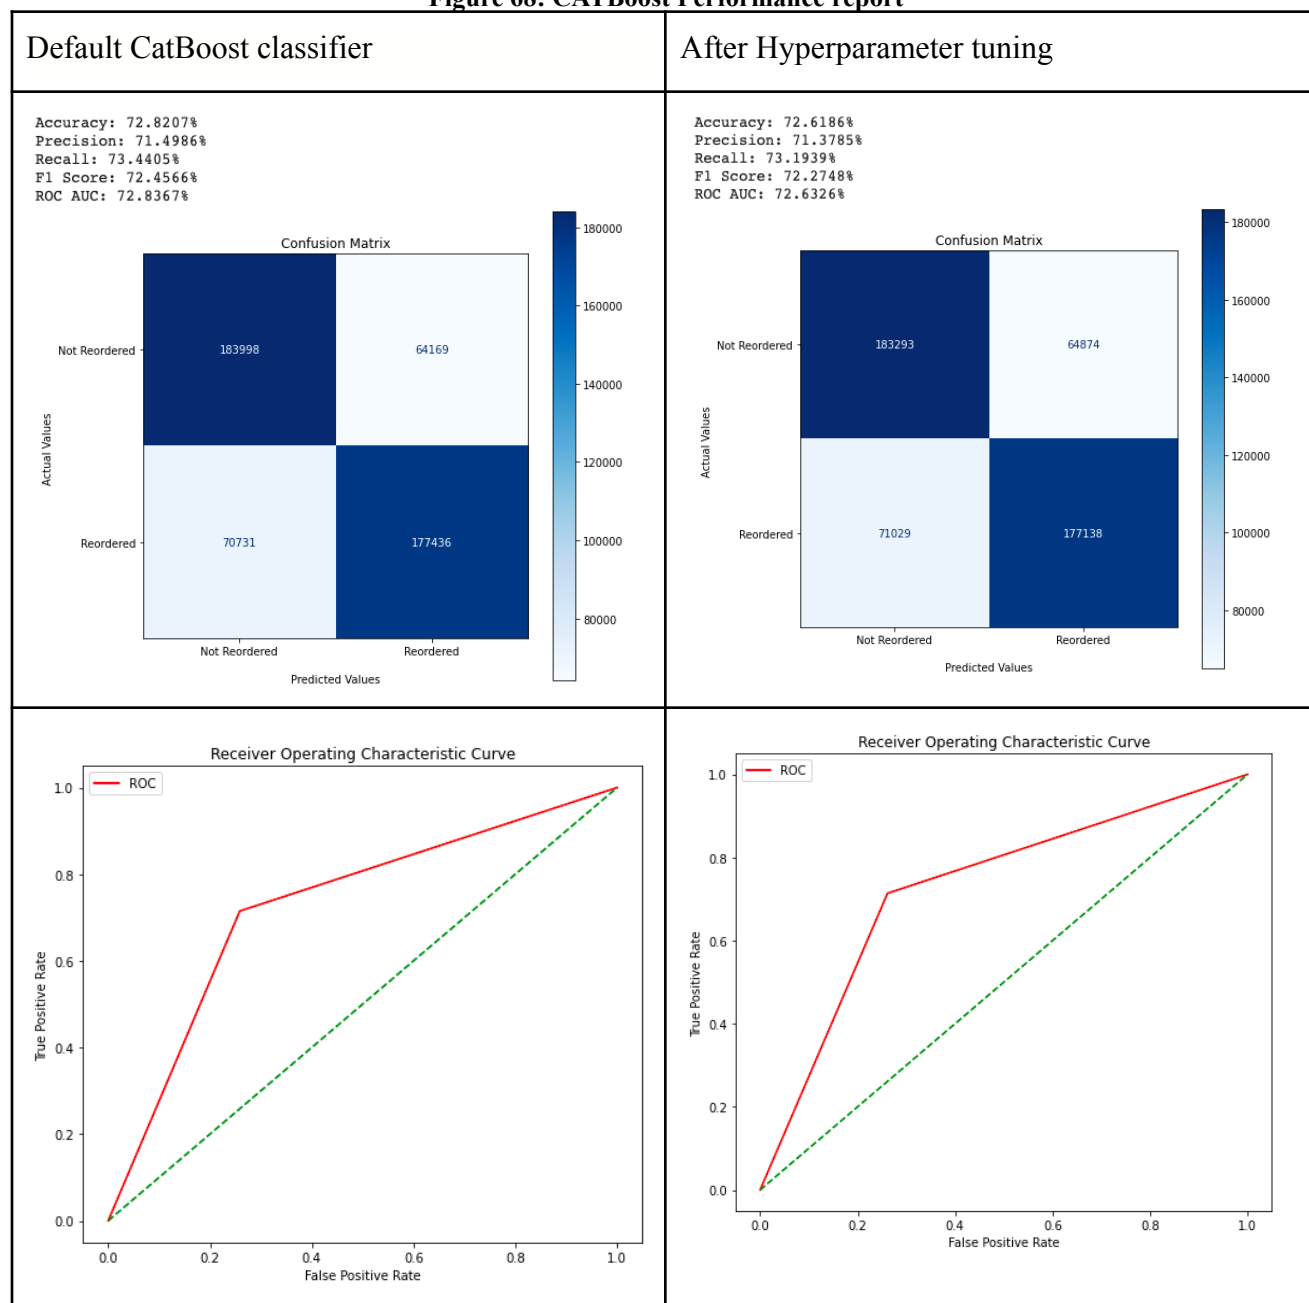 Figure 68: CATBoost Performance report
Default CatBoost classifier
After Hyperparameter tuning
Accuracy: 72.8207%
Precision: 71.4986%
Recall: 73.4405%
F1 Score: 72.4566%
ROC AUC: 72.8367%
Confusion Matrix
180000
160000
140000
120000
100000
80000
Not Reordered
183998
64169
Reordered
70731
177436
Actual Values
Not Reordered
Reordered
Predicted Values
Accuracy: 72.6186%
Precision: 71.3785%
Recall: 73.1939%
F1 Score: 72.2748%
ROC AUC: 72.6326%
Confusion Matrix
180000
160000
140000
120000
100000
80000
Not Reordered
183293
64874
Reordered
71029
177138
Actual Values
Not Reordered
Reordered
Predicted Values
Receiver Operating Characteristic Curve
ROC
1.0
0.8
0.6
0.4
0.2
0.0
True Positive Rate
0.0
0.2
0.4
0.6
0.8
1.0
False Positive Rate
Receiver Operating Characteristic Curve
ROC
1.0
0.8
0.6
0.4
0.2
0.0
True Positive Rate
0.0
0.2
0.4
0.6
0.8
1.0
False Positive Rate